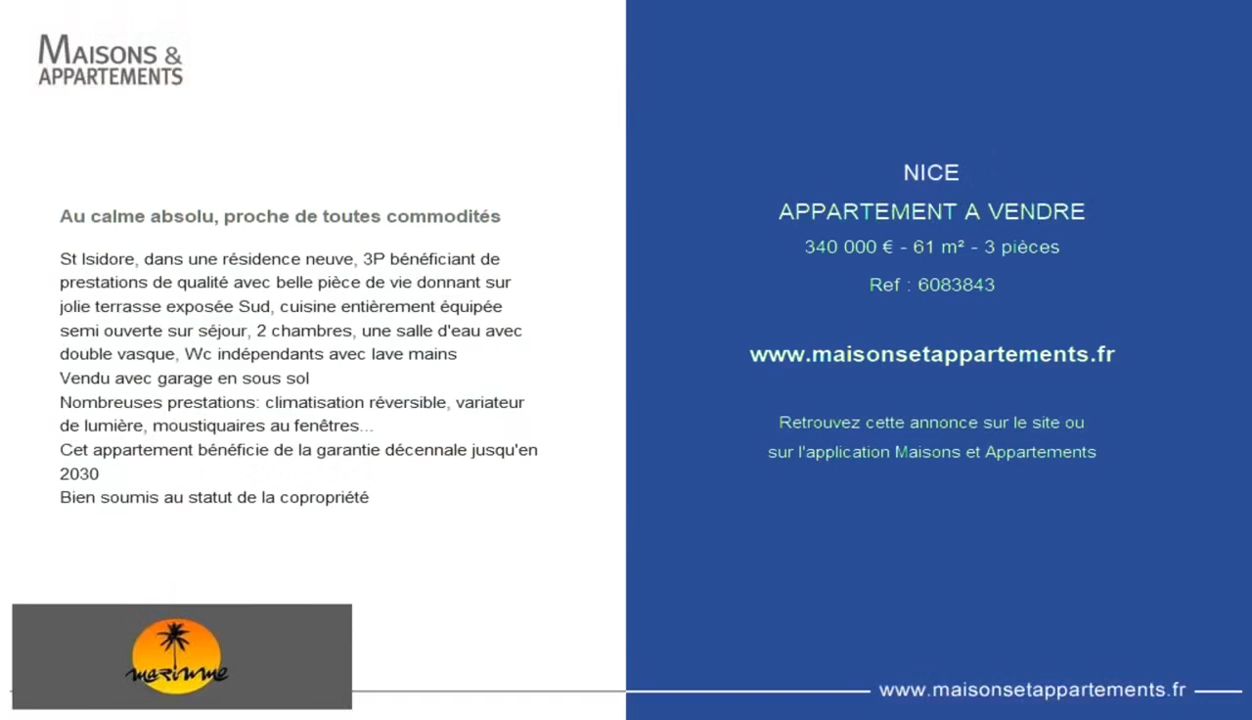 MAISONS &
APPARTEMENTS
Au calme absolu, proche de toutes commodités
St Isidore, dans une résidence neuve, 3P bénéficiant de
prestations de qualité avec belle pièce de vie donnant sur
jolie terrasse exposée Sud, cuisine entièrement équipée
semi ouverte sur séjour, 2 chambres, une salle d'eau avec
double vasque, Wc indépendants avec lave mains
Vendu avec garage en sous sol
Nombreuses prestations: climatisation réversible, variateur
de lumière, moustiquaires au fenêtres...
Cet appartement bénéficie de la garantie décennale jusqu'en
2030
Bien soumis au statut de la copropriété
NICE
APPARTEMENT A VENDRE
340 000 € - 61 m² - 3 pièces
Ref : 6083843
www.maisonsetappartements.fr
Retrouvez cette annonce sur le site ou
sur l'application Maisons et Appartements
www.maisonsetappartements.fr